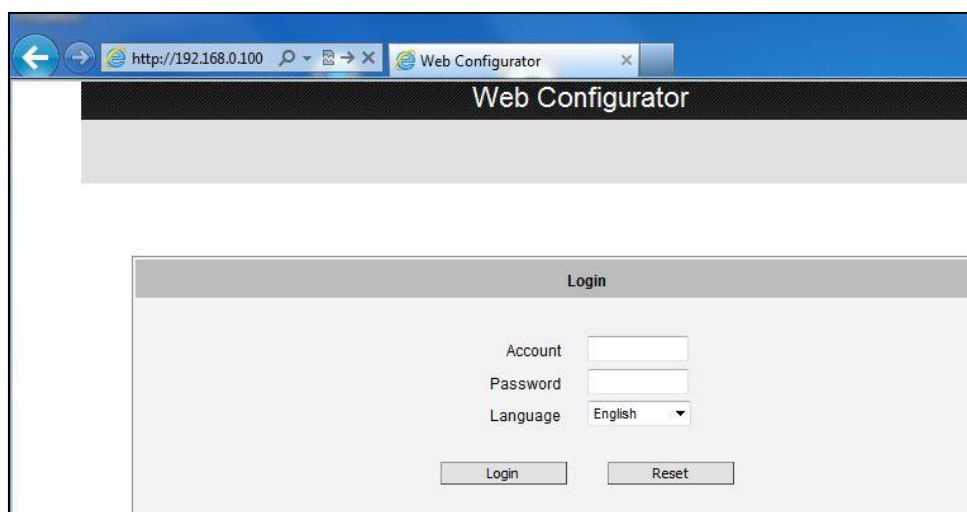 http://192.168.0.100 Web Configurator
Web Configurator
Login
Account
Password
Language English
Login Reset